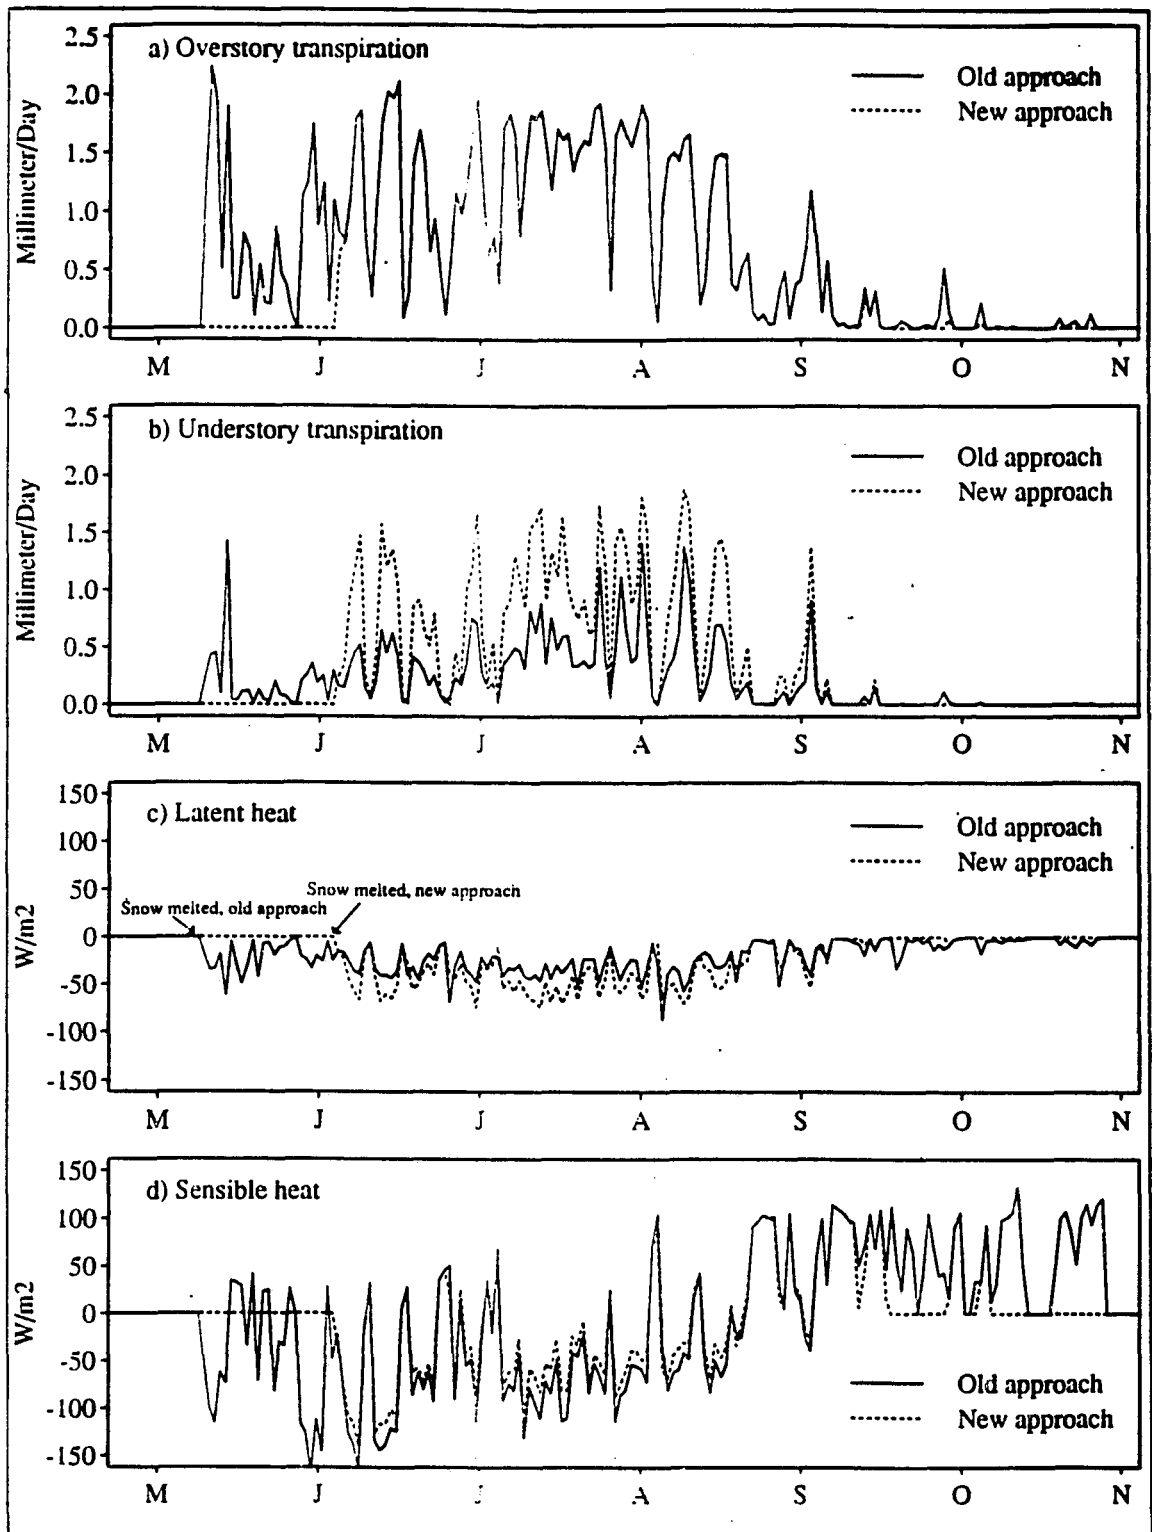 a) Overstory transpiration
Old approach
New approach
Millimeter/Day
2.5
2.0
1.5
1.0
0.5
0.0
M J J A S O N
b) Understory transpiration
Old approach
New approach
Millimeter/Day
2.5
2.0
1.5
1.0
0.5
0.0
M J J A S O N
c) Latent heat
Old approach
New approach
Snow melted, new approach
Snow melted, old approach
W/m2
150
100
50
0
-50
-100
-150
M J J A S O N
d) Sensible heat
Old approach
New approach
W/m2
150
100
50
0
-50
-100
-150
M J J A S O N